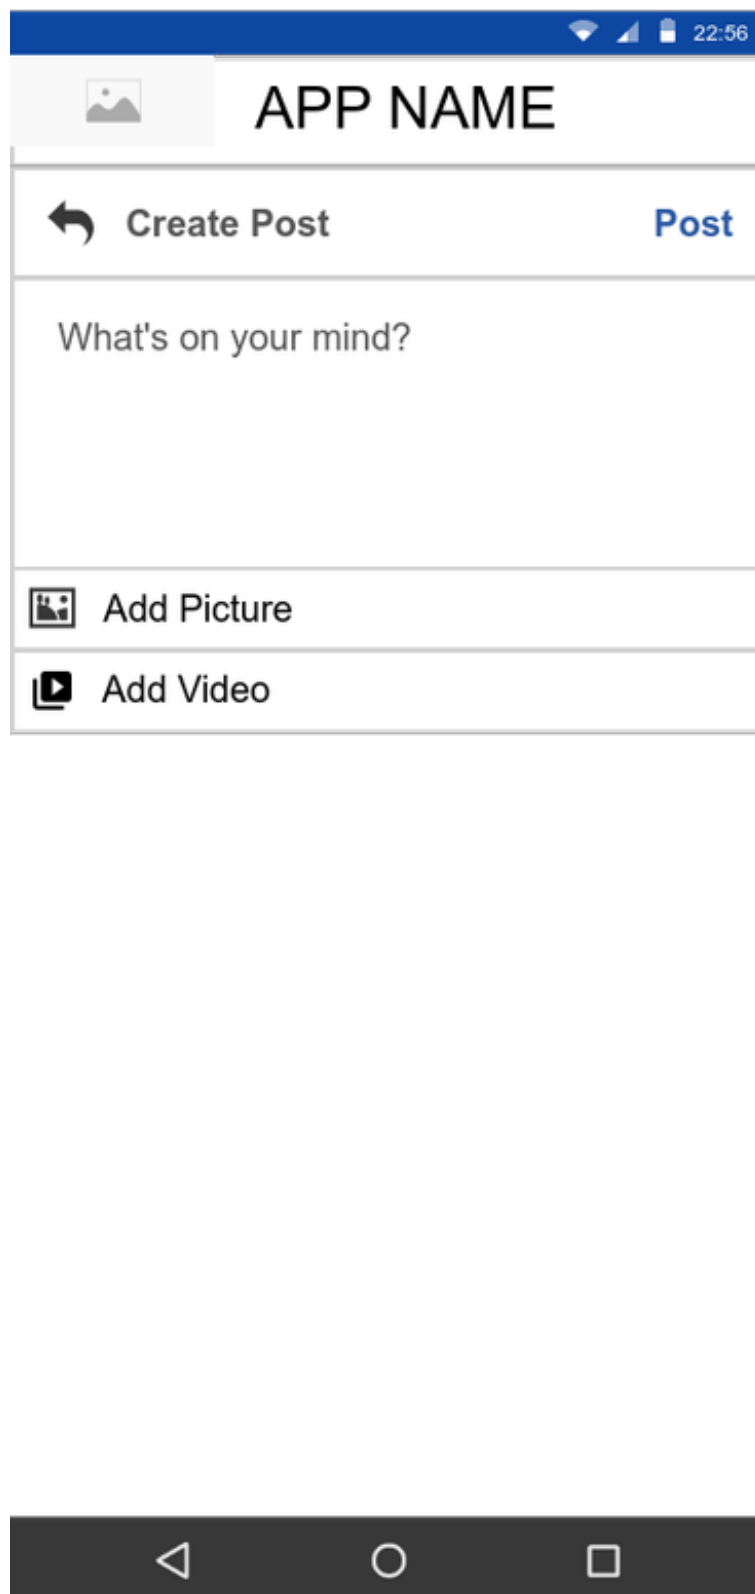 22:56
APP NAME
Create Post Post
What's on your mind?
Add Picture
Add Video